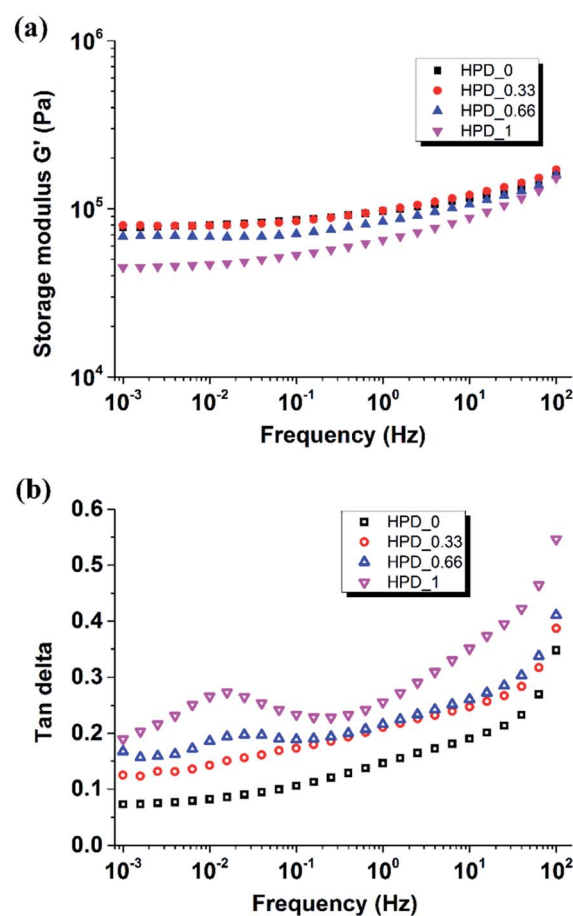 (a)
10^6
10^5
10^4
Storage modulus G' (Pa)
HPD_0
HPD_0.33
HPD_0.66
HPD_1
10^-3 10^-2 10^-1 10^0 10^1 10^2
Frequency (Hz)
(b)
0.6
0.5
0.4
0.3
0.2
0.1
0.0
Tan delta
HPD_0
HPD_0.33
HPD_0.66
HPD_1
10^-3 10^-2 10^-1 10^0 10^1 10^2
Frequency (Hz)